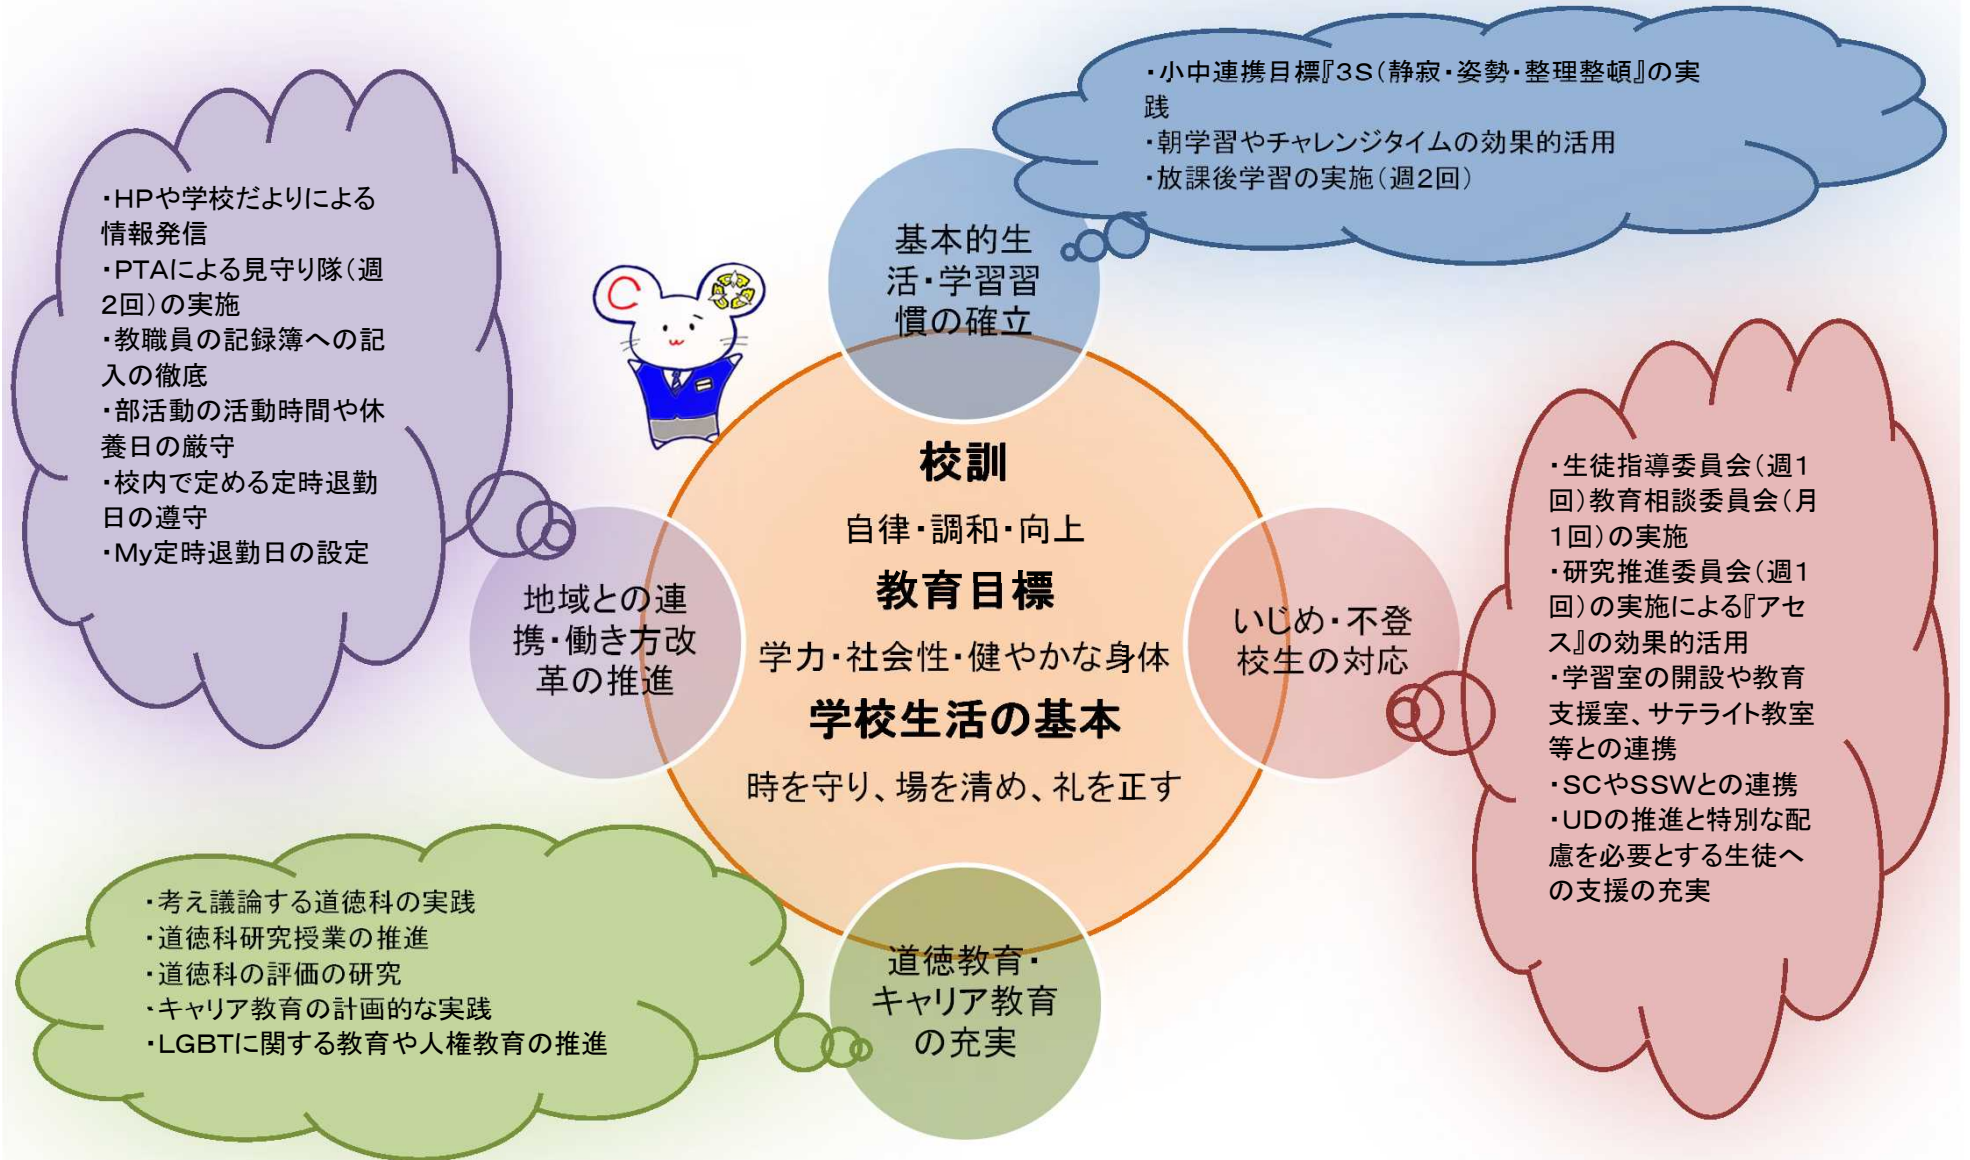 ・小中連携目標『3S(静寂・姿勢・整理整頓』の実
践
・朝学習やチャレンジタイムの効果的活用
・放課後学習の実施(週2回)
基本的生
活・学習習
慣の確立
・HPや学校だよりによる
情報発信
・PTAによる見守り隊(週
2回)の実施
・教職員の記録簿への記
入の徹底
・部活動の活動時間や休
養日の厳守
・校内で定める定時退勤
日の遵守
・My定時退勤日の設定
地域との連
携・働き方改
革の推進
C
校訓
自律・調和・向上
教育目標
学力・社会性・健やかな身体
学校生活の基本
時を守り、場を清め、礼を正す
いじめ・不登
校生の対応
・生徒指導委員会(週1
回)教育相談委員会(月
1回)の実施
・研究推進委員会(週1
回)の実施による『アセ
ス』の効果的活用
・学習室の開設や教育
支援室、サテライト教室
等との連携
・SCやSSWとの連携
・UDの推進と特別な配
慮を必要とする生徒へ
の支援の充実
・考え議論する道徳科の実践
・道徳科研究授業の推進
・道徳科の評価の研究
・キャリア教育の計画的な実践
・LGBTに関する教育や人権教育の推進
道徳教育・
キャリア教育
の充実